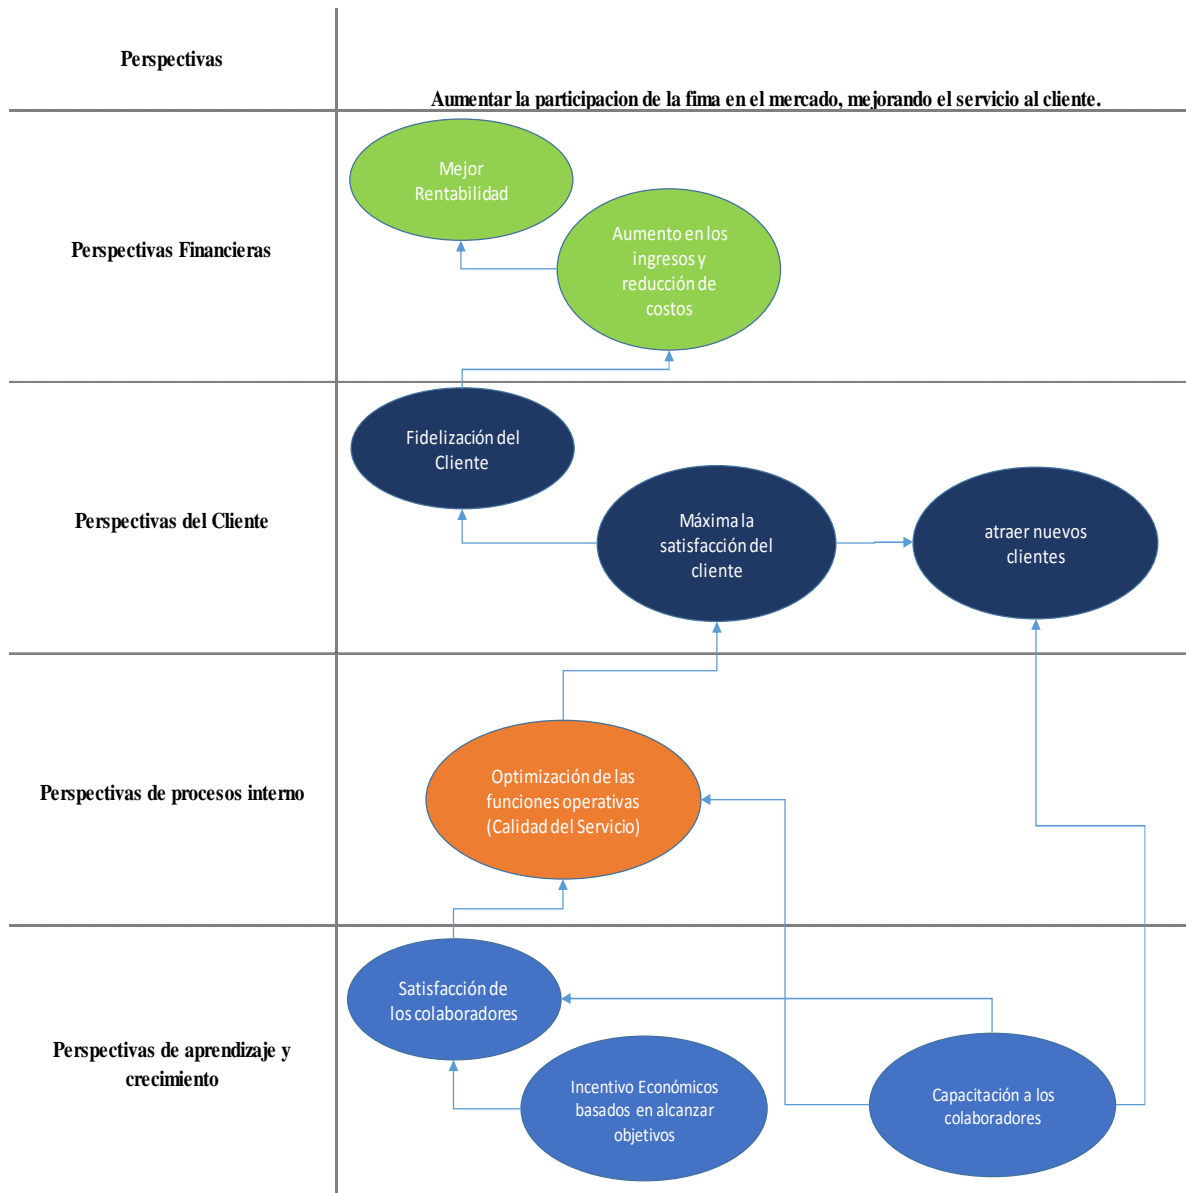 Perspectivas
Aumentar la participacion de la fima en el mercado, mejorando el servicio al cliente.
Perspectivas Financieras
Mejor
Rentabilidad
Aumento en los
ingresos y
reducción de
costos
Perspectivas del Cliente
Fidelización del
Cliente
Máxima la
satisfacción del
cliente
atraer nuevos
clientes
Perspectivas de procesos interno
Optimización de las
funciones operativas
(Calidad del Servicio)
Perspectivas de aprendizaje y
crecimiento
Satisfacción de
los colaboradores
Incentivo Económicos
basados en alcanzar
objetivos
Capacitación a los
colaboradores